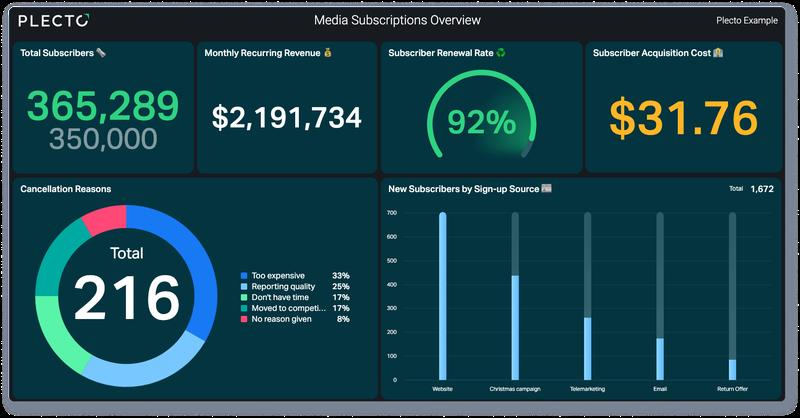 PLECTO
Media Subscriptions Overview
Plecto Example
Total Subscribers
365,289
350,000
Monthly Recurring Revenue
$2,191,734
Subscriber Renewal Rate
92%
Subscriber Acquisition Cost
$31.76
Cancellation Reasons
Total
216
Too expensive 33%
Reporting quality 25%
Don't have time 17%
Moved to competi... 17%
No reason given 8%
New Subscribers by Sign-up Source
Total 1,672
700
600
500
400
300
200
100
0
Website Christmas campaign Telemarketing Email Return Offer